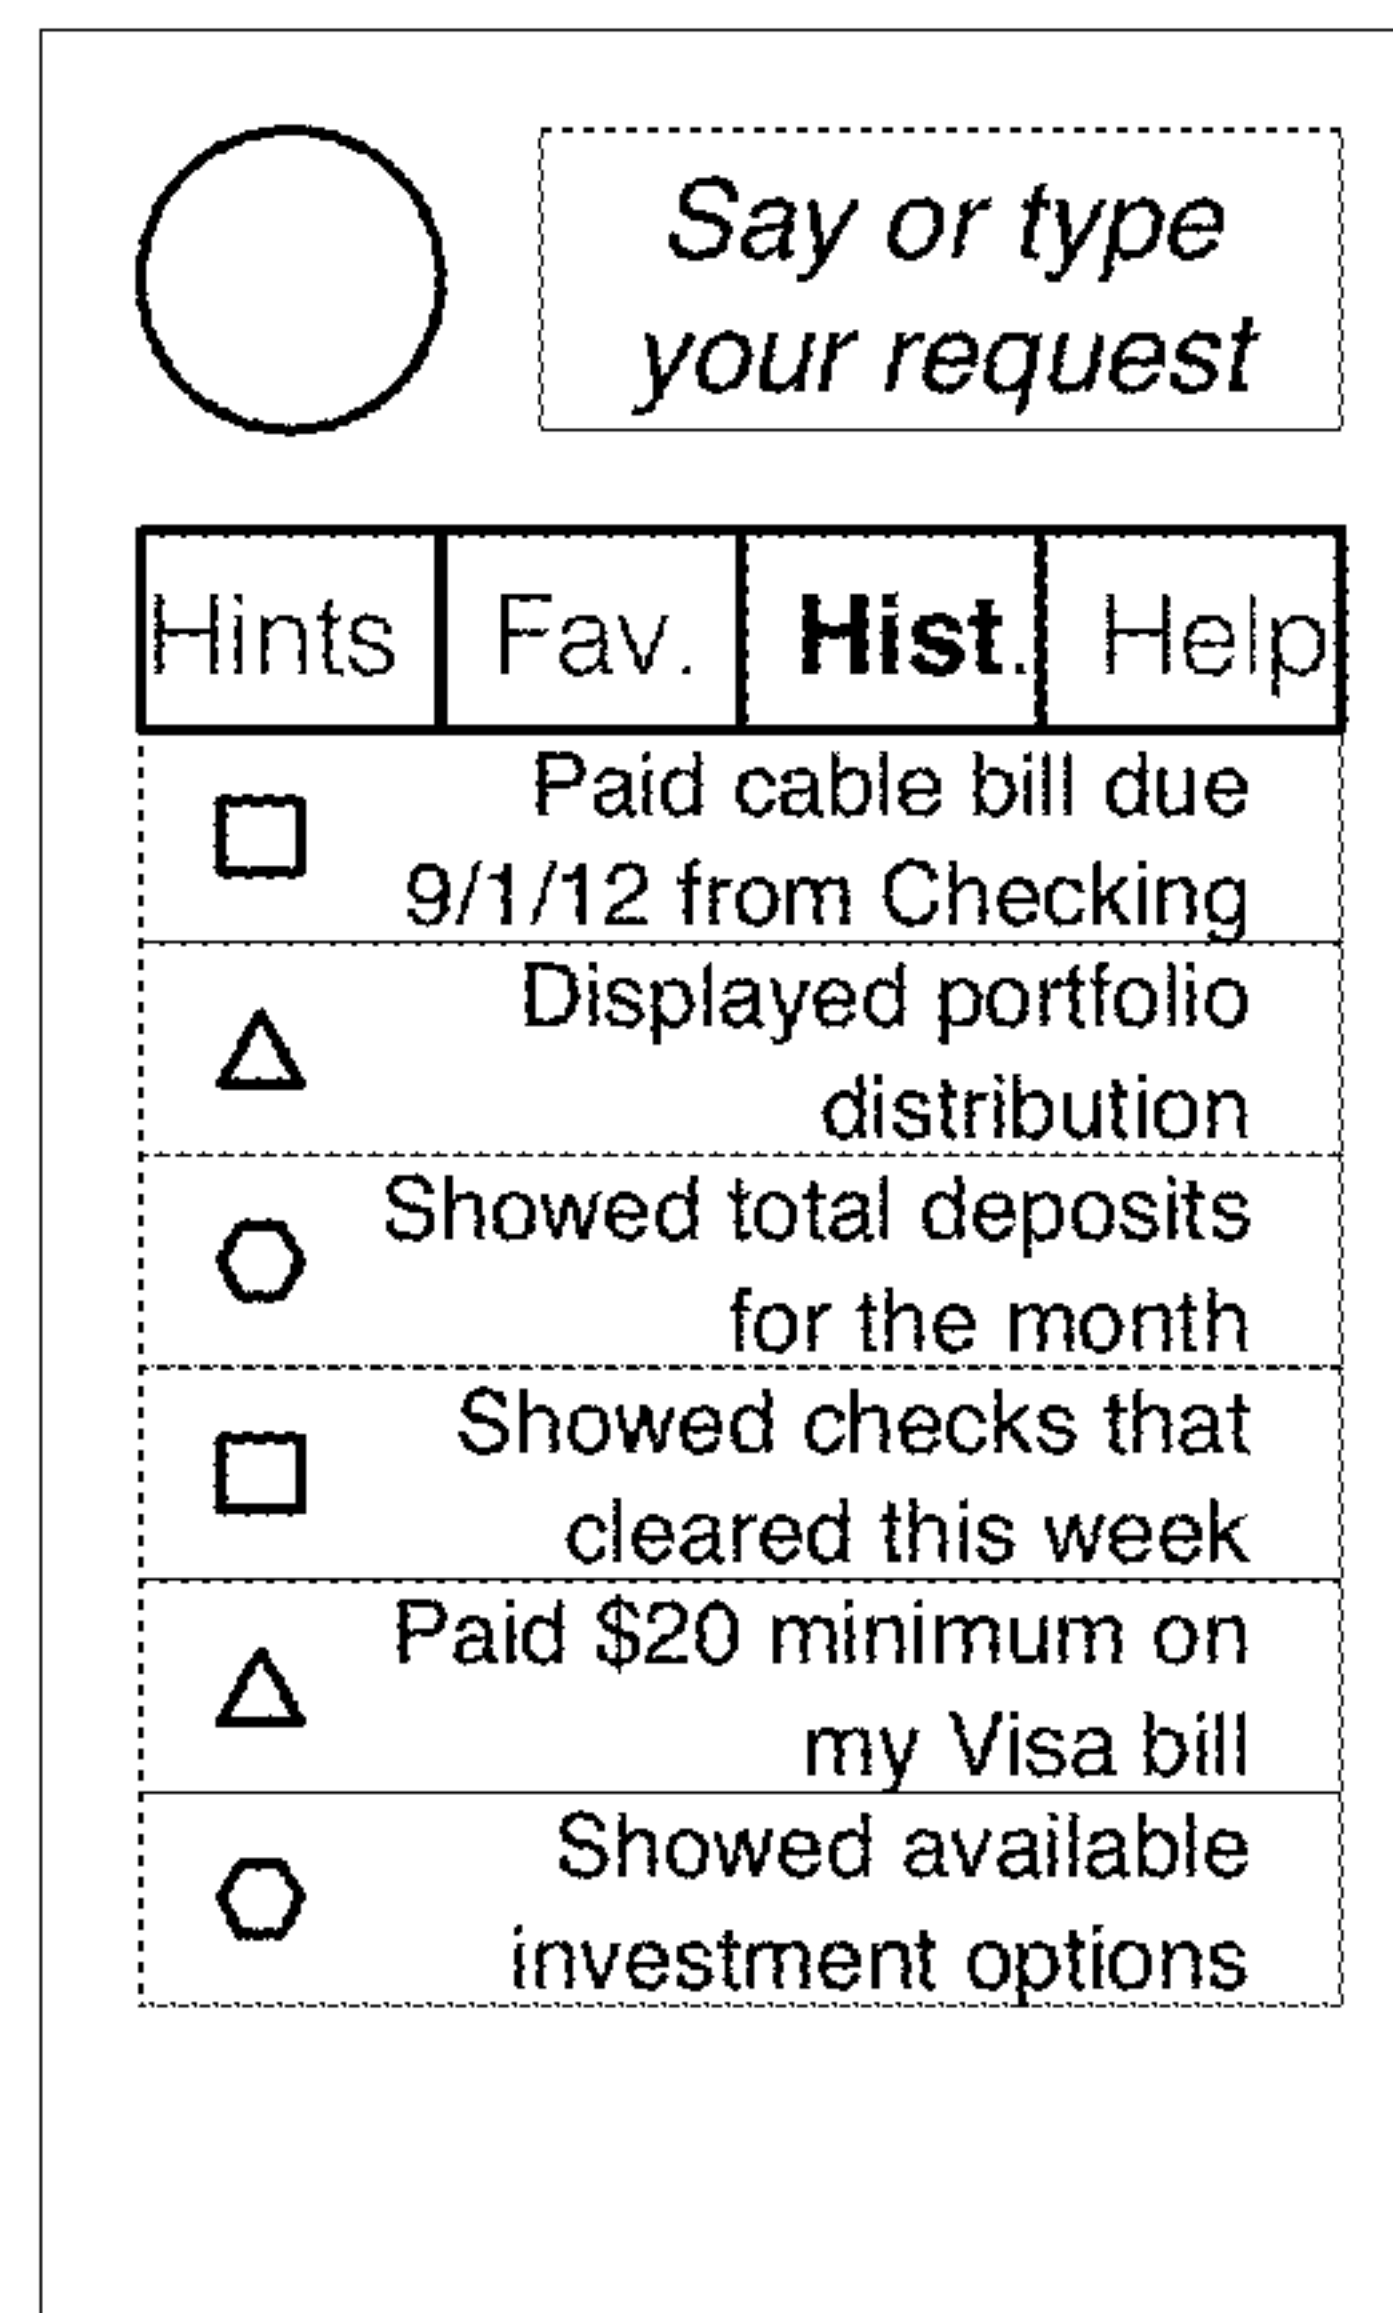 Say or type
your request
Hints Fav. Hist. Help
Paid cable bill due
9/1/12 from Checking
Displayed portfolio
distribution
Showed total deposits
for the month
Showed checks that
cleared this week
Paid $20 minimum on
my Visa bill
Showed available
investment options